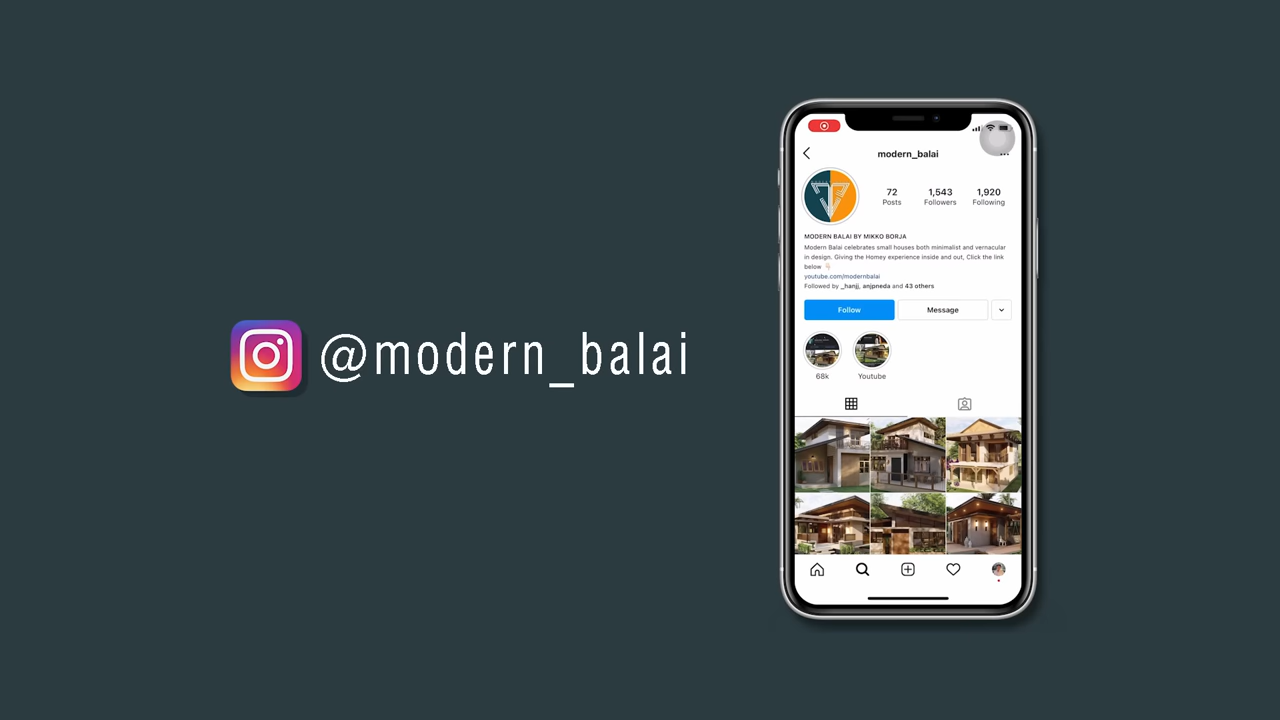 @modern_balai
modern_balai
72
Posts
1,543
Followers
1,920
Following
MODERN BALAI BY MIKKO BORJA
Modern Balai celebrates small houses both minimalist and vernacular
in design. Giving the Homey experience inside and out, Click the link
below 👇🏻
youtube.com/modernbalai
Followed by _hanjj, anjpneda and 43 others
Follow
Message
68k
Youtube